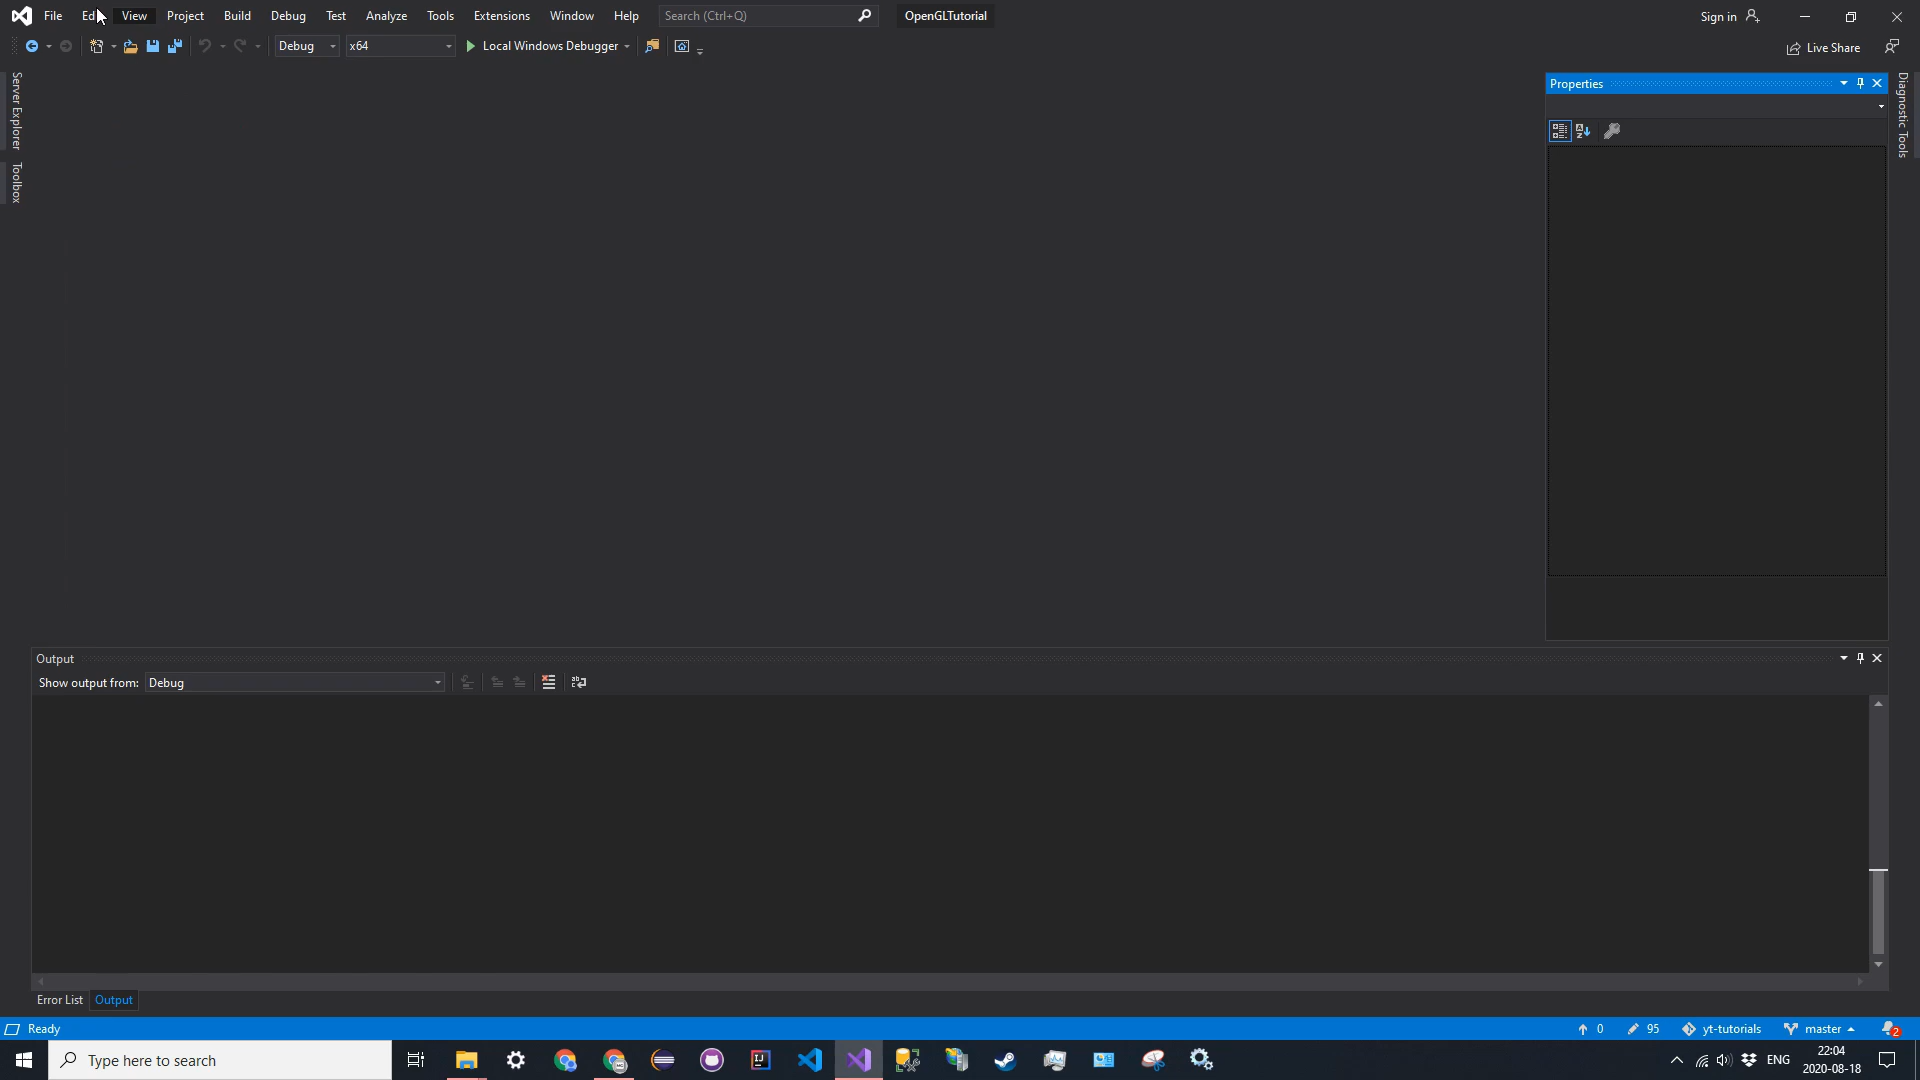 File Edi View Project Build Debug Test Analyze Tools Extensions Window Help Search (Ctrl+Q) OpenGLTutorial Sign in
Debug x64 Local Windows Debugger Live Share
Server Explorer
Toolbox
Properties
Diagnostic Tools
Output
Show output from: Debug
Error List Output
Ready 0 95 yt-tutorials master 2
Type here to search ENG 22:04
2020-08-18